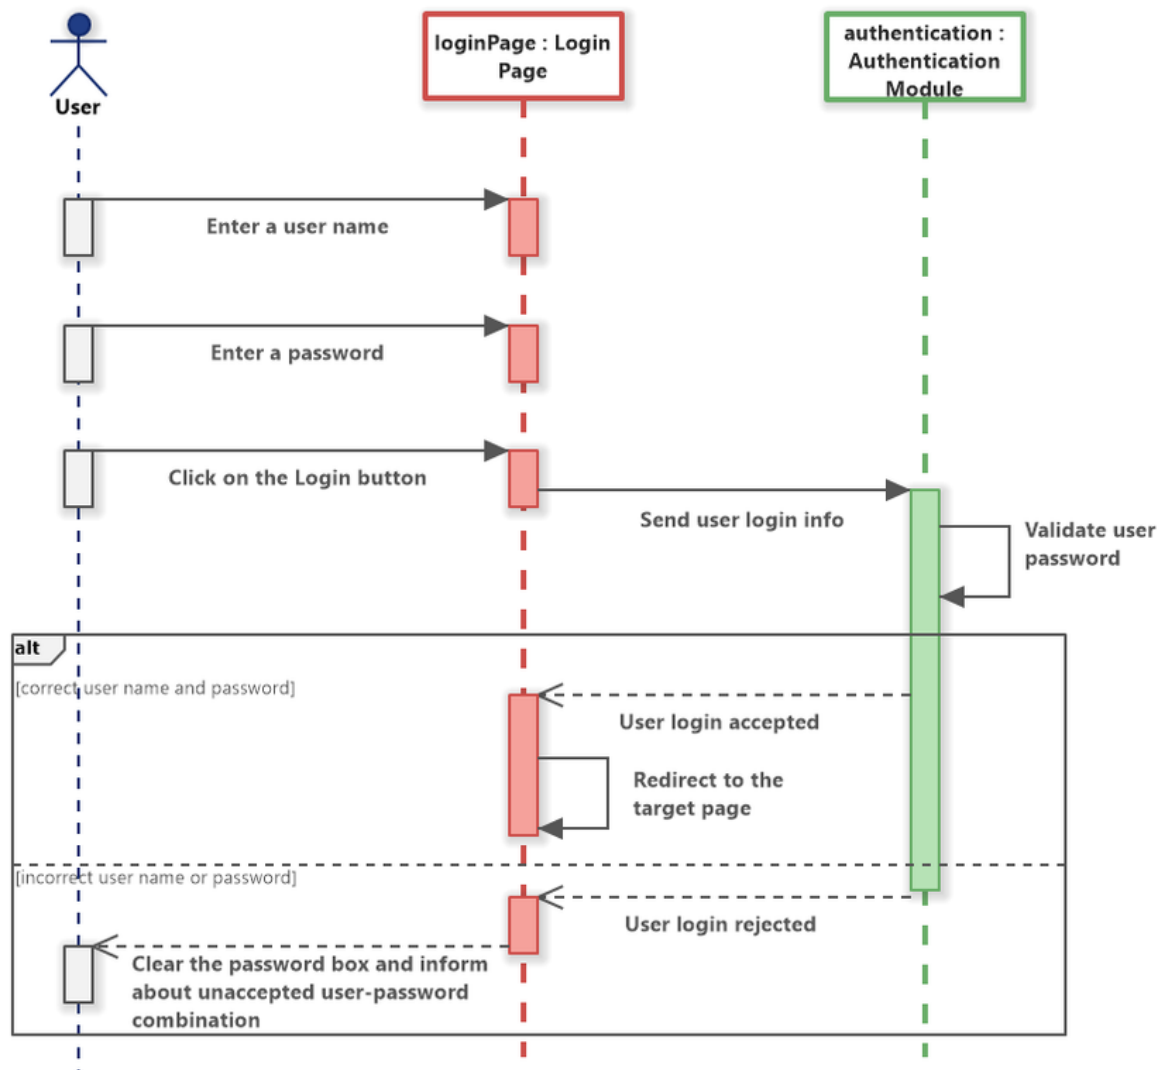 loginPage : Login
Page
authentication :
Authentication
Module
User
Enter a user name
Enter a password
Click on the Login button
Send user login info
Validate user
password
alt
[correct user name and password]
User login accepted
Redirect to the
target page
[incorrect user name or password]
User login rejected
Clear the password box and inform
about unaccepted user-password
combination